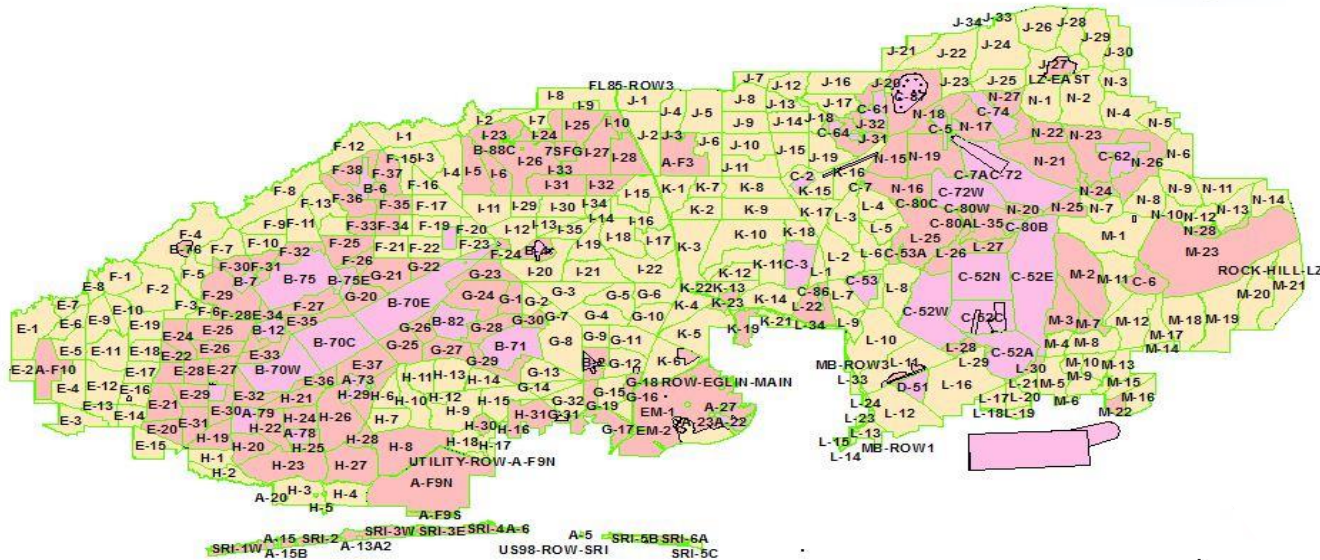 J-34 J-33 J-26 J-28
J-21 J-22 J-24 J-29 J-30
FL85-ROW3 J-7 J-12 J-16 J-20 J-23 J-25 J-27
LZ-EAST N-3
I-8 I-9 J-1 J-4 J-5 J-8 J-13 J-17 C-61 N-18 N-27 C-74 N-1 N-2 N-4 N-5
I-2 I-7 I-25 I-10 J-9 J-14 J-18 J-32 C-5 N-17
I-1 I-23 I-24 J-2 J-3 J-6 C-64 J-31 N-22 N-23
F-12 B-88C 7SFG I-27 J-10 J-15 J-19 C-62 N-6
F-15 I-3 I-26 I-28 A-F3 J-11 N-15 N-19 N-21 N-26
F-38 F-37 I-4 I-5 I-6 I-33 C-2 K-16 C-7A C-72
F-8 B-6 F-16 I-31 I-32 I-15 K-1 K-7 K-8 K-15 C-7 N-16 C-72W N-24 N-9 N-11
F-13 F-36 F-35 F-17 I-11 I-29 I-30 I-34 K-2 K-9 K-17 L-4 C-80C C-80W N-20 N-25 N-7 N-8 N-13 N-14
F-9 F-11 F-33 F-34 F-19 F-20 I-12 I-13 I-35 I-14 I-16 L-3 L-5 C-80A L-35 C-80B N-10 N-12 N-28
F-4 B-76 F-7 F-10 F-25 F-21 F-22 F-23 B-4 I-19 I-18 I-17 K-3 K-10 K-18 L-25 L-27 M-1
F-32 F-26 F-24 L-2 L-6 C-53A L-26 M-23
F-1 F-5 F-30 F-31 B-75 B-75E G-21 G-22 G-23 I-20 I-21 I-22 K-12 K-11 C-3 L-1 C-52N C-52E M-2 M-11 C-6 ROCK-HILL-LZ
E-8 F-2 B-7 F-29 G-20 B-70E G-24 G-1 G-2 G-3 G-5 G-6 K-22 K-13 C-86 L-7 C-53 L-8 M-20 M-21
E-7 E-10 F-3 F-6 F-28 E-34 F-27 G-30 G-7 G-4 G-10 K-4 K-23 K-14 L-22 C-52W C-52C
E-1 E-6 E-9 E-19 E-24 E-25 B-12 E-35 G-26 B-82 G-28 G-9 G-11 K-5 K-19 K-21 L-34 L-9 M-3 M-7 M-12 M-18 M-19
E-5 E-11 E-18 E-22 E-26 E-33 B-70C G-25 G-27 B-71 G-8 L-10 L-28 C-52A M-4 M-8 M-17 M-14
E-2 A-F10 E-17 E-28 E-27 B-70W E-37 G-29 G-12 K-6 MB-ROW3 L-11 L-29 L-30 M-10 M-13
E-4 E-12 E-16 E-29 E-36 A-73 H-11 H-13 H-14 G-13 G-14 G-18 ROW-EGLIN-MAIN L-33 D-51 L-16 L-21 M-5 M-9 M-15
E-3 E-13 E-14 E-21 E-30 E-32 H-21 H-29 H-6 H-10 H-12 H-15 G-32 G-15 G-16 L-24 L-12 L-17 L-20 M-6 M-16
A-79 H-24 H-26 H-7 H-9 H-31 G-31 G-19 EM-1 A-27 L-23 L-18 L-19 M-22
E-15 E-20 E-31 H-22 A-78 H-30 H-16 G-17 EM-2 A-22 L-13
H-19 H-20 H-25 H-28 H-8 H-18 H-17 L-15 MB-ROW1
H-1 H-2 H-23 H-27 UTILITY-ROW-A-F9N L-14
A-20 H-3 H-4 A-F9N
H-5 A-F9S
SRI-1W A-15 SRI-2 SRI-3W SRI-3E SRI-4 A-6 A-5 SRI-5B SRI-6A
A-15B A-13A2 US98-ROW-SRI SRI-5C